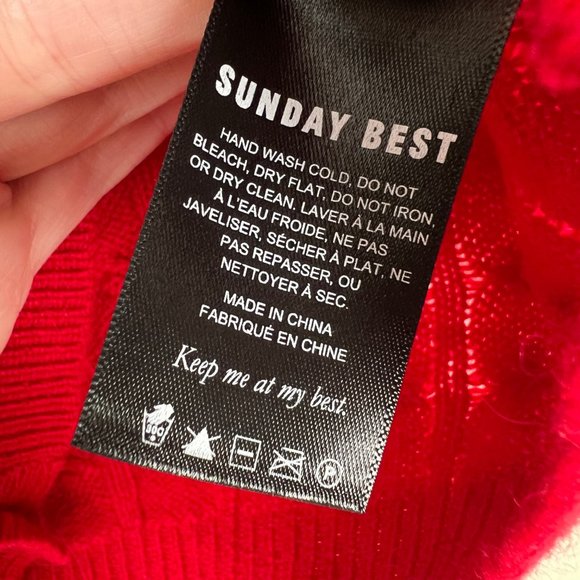 SUNDAY BEST
HAND WASH COLD, DO NOT
BLEACH, DRY FLAT, DO NOT IRON,
OR DRY CLEAN. LAVER À LA MAIN
À L'EAU FROIDE, NE PAS
JAVELISER, SÉCHER À PLAT, NE
PAS REPASSER, OU
NETTOYER À SEC.
MADE IN CHINA
FABRIQUÉ EN CHINE
Keep me at my best.
30C P